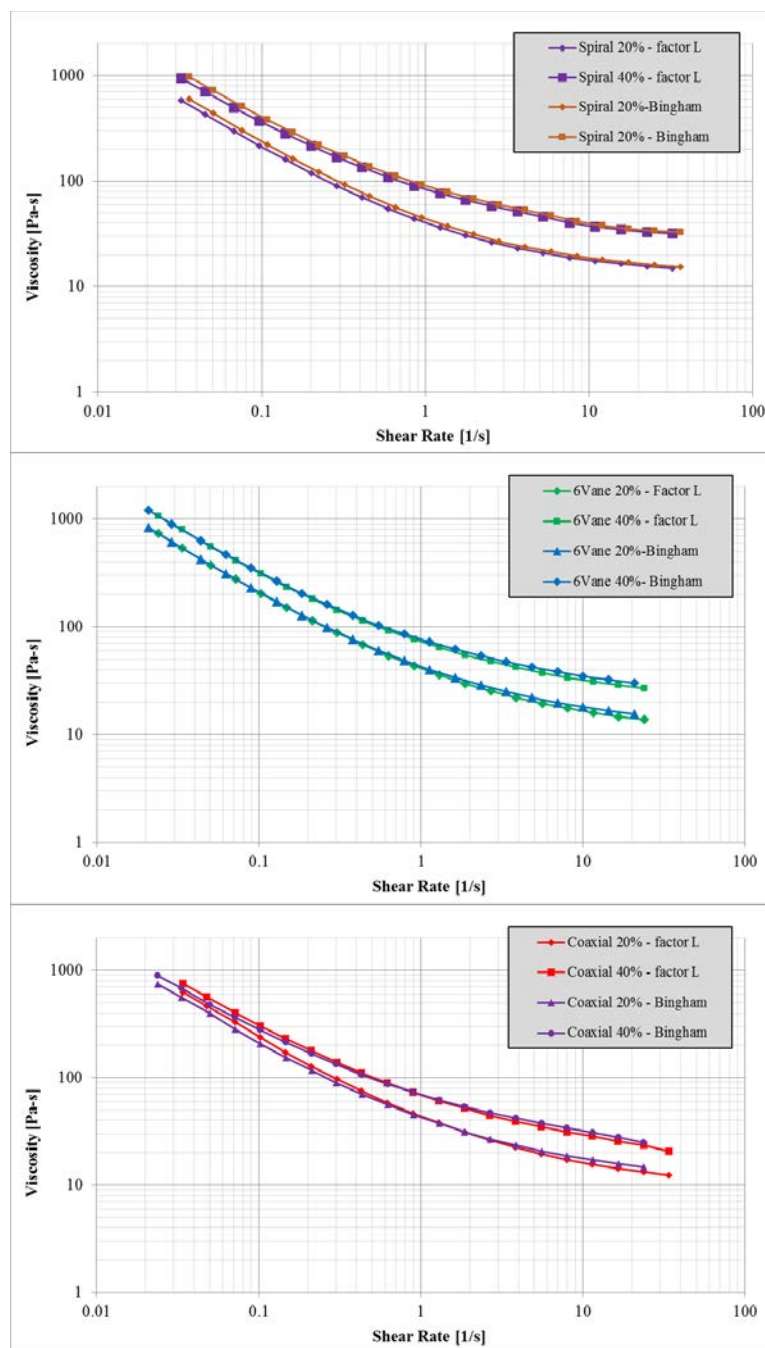 Spiral 20% - factor L
Spiral 40% - factor L
Spiral 20%-Bingham
Spiral 20% - Bingham
1000
100
10
1
Viscosity [Pa-s]
0.01
0.1
1
10
100
Shear Rate [1/s]
6Vane 20% - Factor L
6Vane 40% - factor L
6Vane 20%-Bingham
6Vane 40%- Bingham
1000
100
10
1
Viscosity [Pa-s]
0.01
0.1
1
10
100
Shear Rate [1/s]
Coaxial 20% - factor L
Coaxial 40% - factor L
Coaxial 20% - Bingham
Coaxial 40% - Bingham
1000
100
10
1
Viscosity [Pa-s]
0.01
0.1
1
10
100
Shear Rate [1/s]